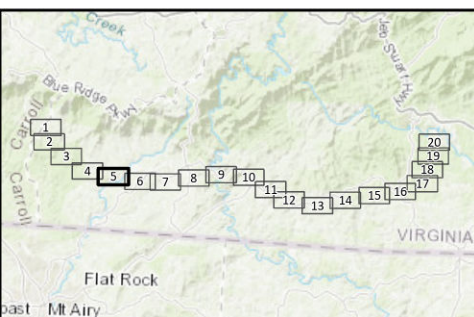 Creek
Jeb Stuart Hwy
Blue Ridge Pkwy
Carroll
Carroll
1
2
3
4
5
6
7
8
9
10
11
12
13
14
15
16
17
18
19
20
VIRGINIA
Flat Rock
oast Mt Airy